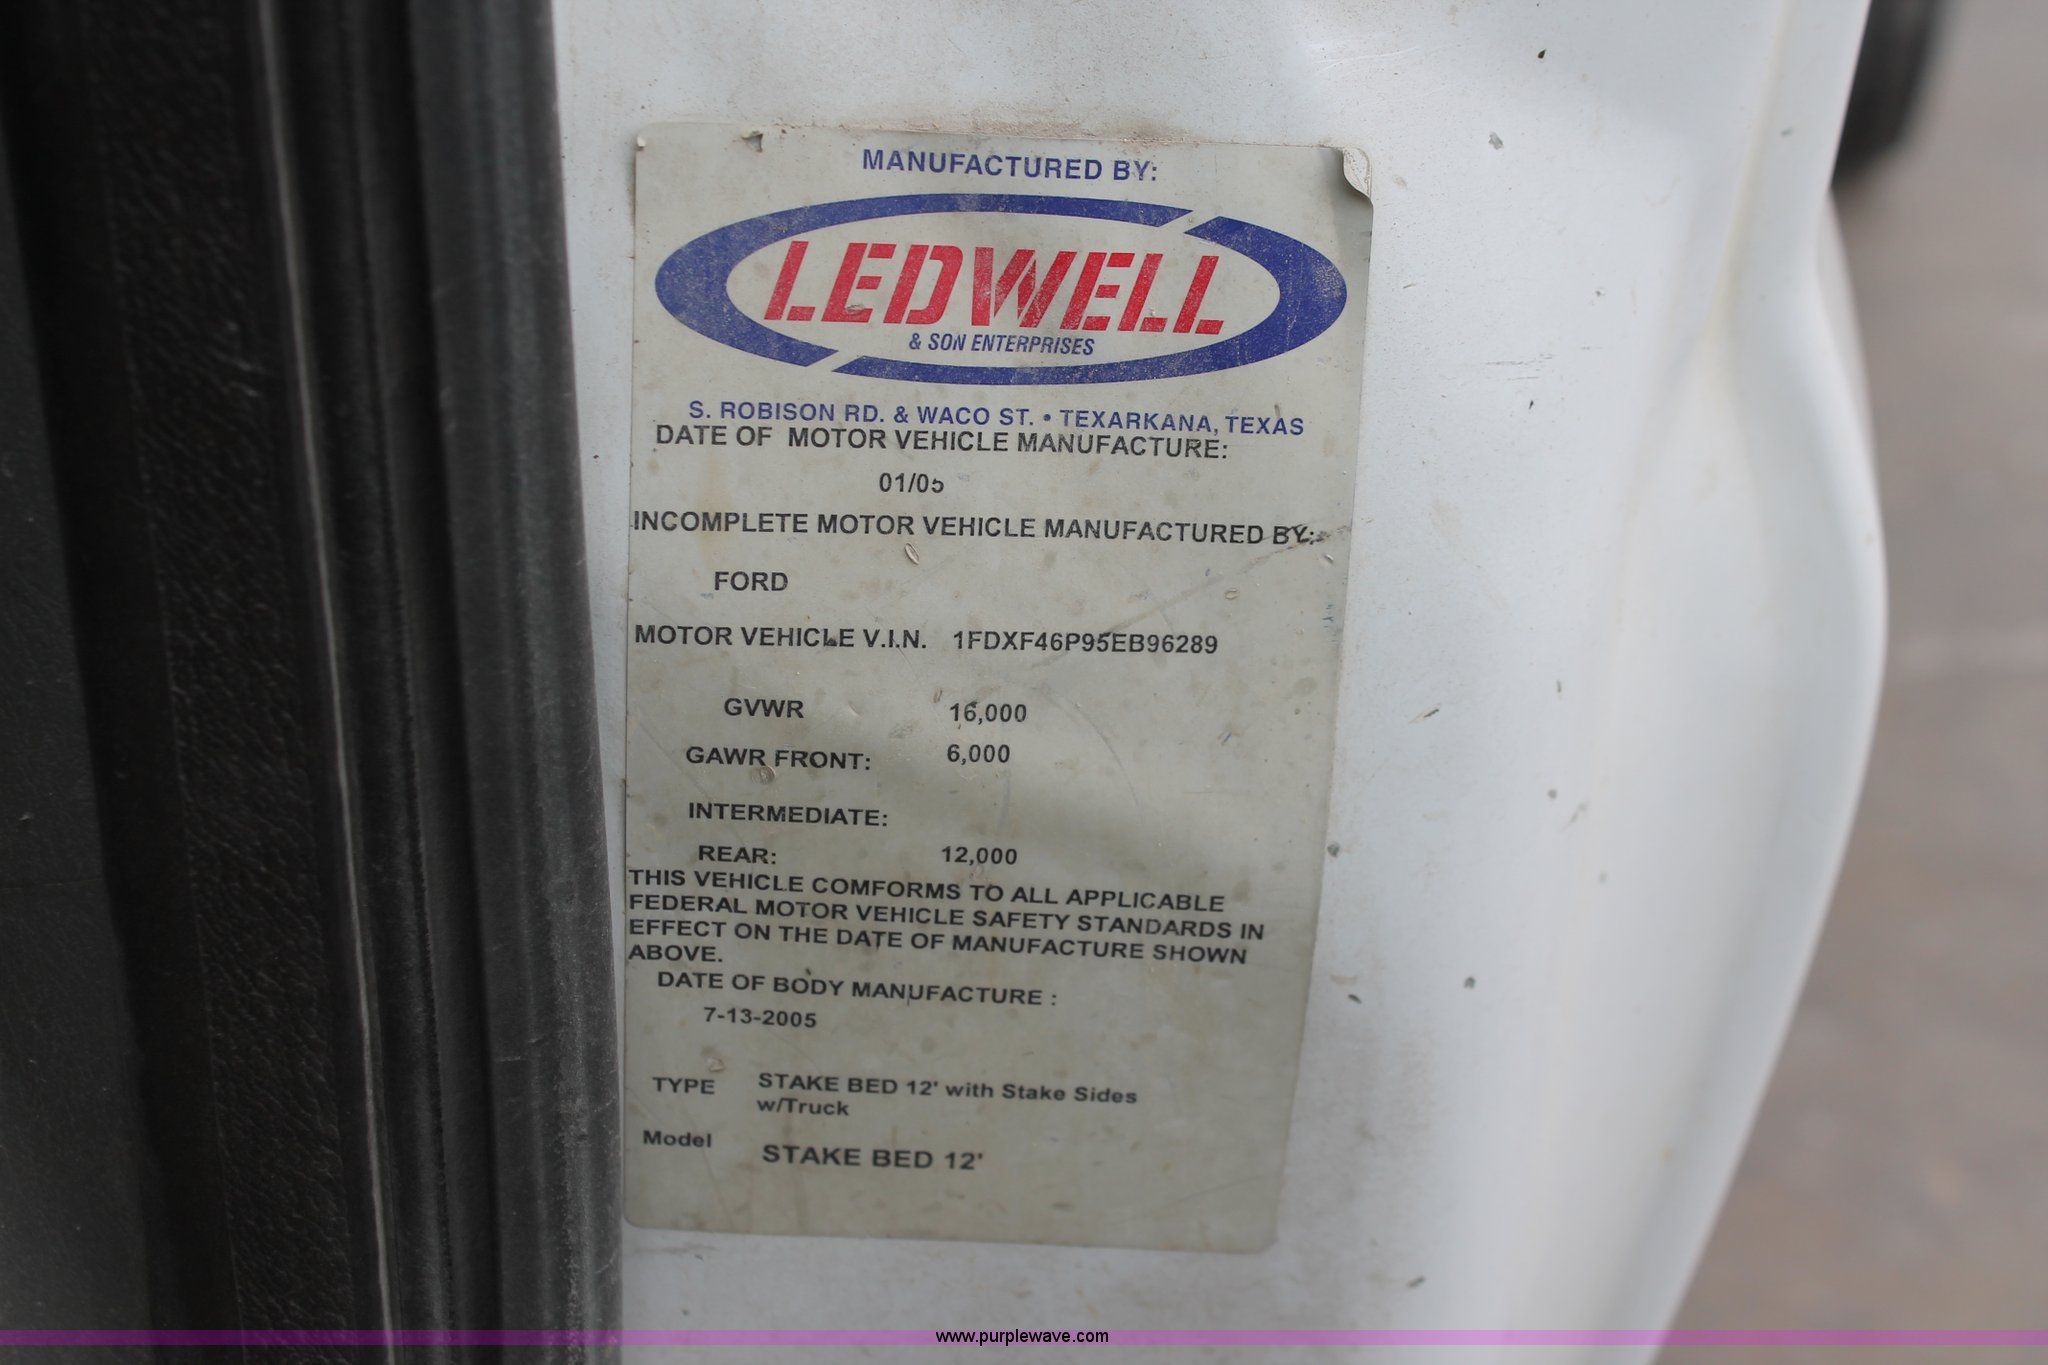 MANUFACTURED BY:
LEDWELL
& SON ENTERPRISES
S. ROBISON RD. & WACO ST. • TEXARKANA, TEXAS
DATE OF MOTOR VEHICLE MANUFACTURE:
01/05
INCOMPLETE MOTOR VEHICLE MANUFACTURED BY:
FORD
MOTOR VEHICLE V.I.N. 1FDXF46P95EB96289
GVWR 16,000
GAWR FRONT: 6,000
INTERMEDIATE:
REAR: 12,000
THIS VEHICLE COMFORMS TO ALL APPLICABLE
FEDERAL MOTOR VEHICLE SAFETY STANDARDS IN
EFFECT ON THE DATE OF MANUFACTURE SHOWN
ABOVE.
DATE OF BODY MANUFACTURE :
7-13-2005
TYPE STAKE BED 12' with Stake Sides
w/Truck
Model STAKE BED 12'
www.purplewave.com